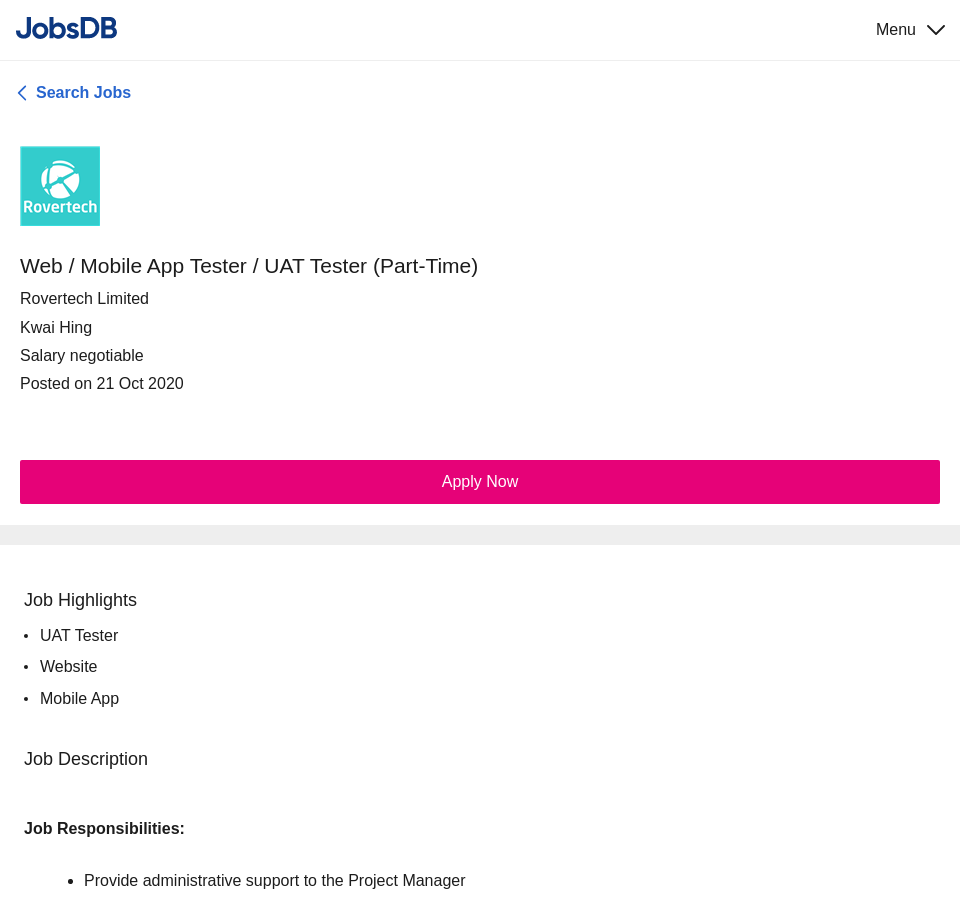 JobsDB
Menu
Search Jobs
Rovertech
Web / Mobile App Tester / UAT Tester (Part-Time)
Rovertech Limited
Kwai Hing
Salary negotiable
Posted on 21 Oct 2020
Apply Now
Job Highlights
• UAT Tester
• Website
• Mobile App
Job Description
Job Responsibilities:
• Provide administrative support to the Project Manager